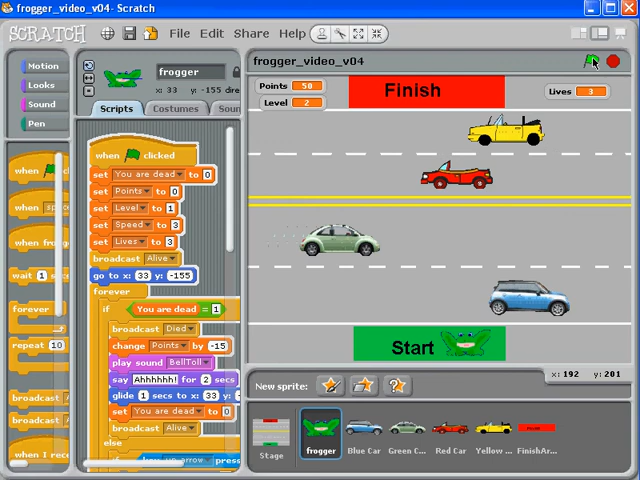 frogger_video_v04- Scratch
SCRATCH File Edit Share Help
Motion
Looks
Sound
Pen
when
when
when frog
wait 1
forever
repeat 10
broadcast
broadcast
when I rece
frogger
x: 33 y: -155 dire
Scripts Costumes Soun
when clicked
set You are dead to 0
set Points to 0
set Level to 1
set Speed to 3
set Lives to 3
broadcast Alive
go to x: 33 y: -155
forever
if You are dead = 1
broadcast Died
change Points by -15
play sound BellToll
say Ahhhhhh! for 2 secs
glide 1 secs to x: 33 y:
set You are dead to 0
broadcast Alive
else
frogger_video_v04
Points 50
Level 2
Finish
Lives 3
Start
x: 192 y: 201
New sprite:
Stage
frogger
Blue Car
Green C...
Red Car
Yellow ...
FinishAr...